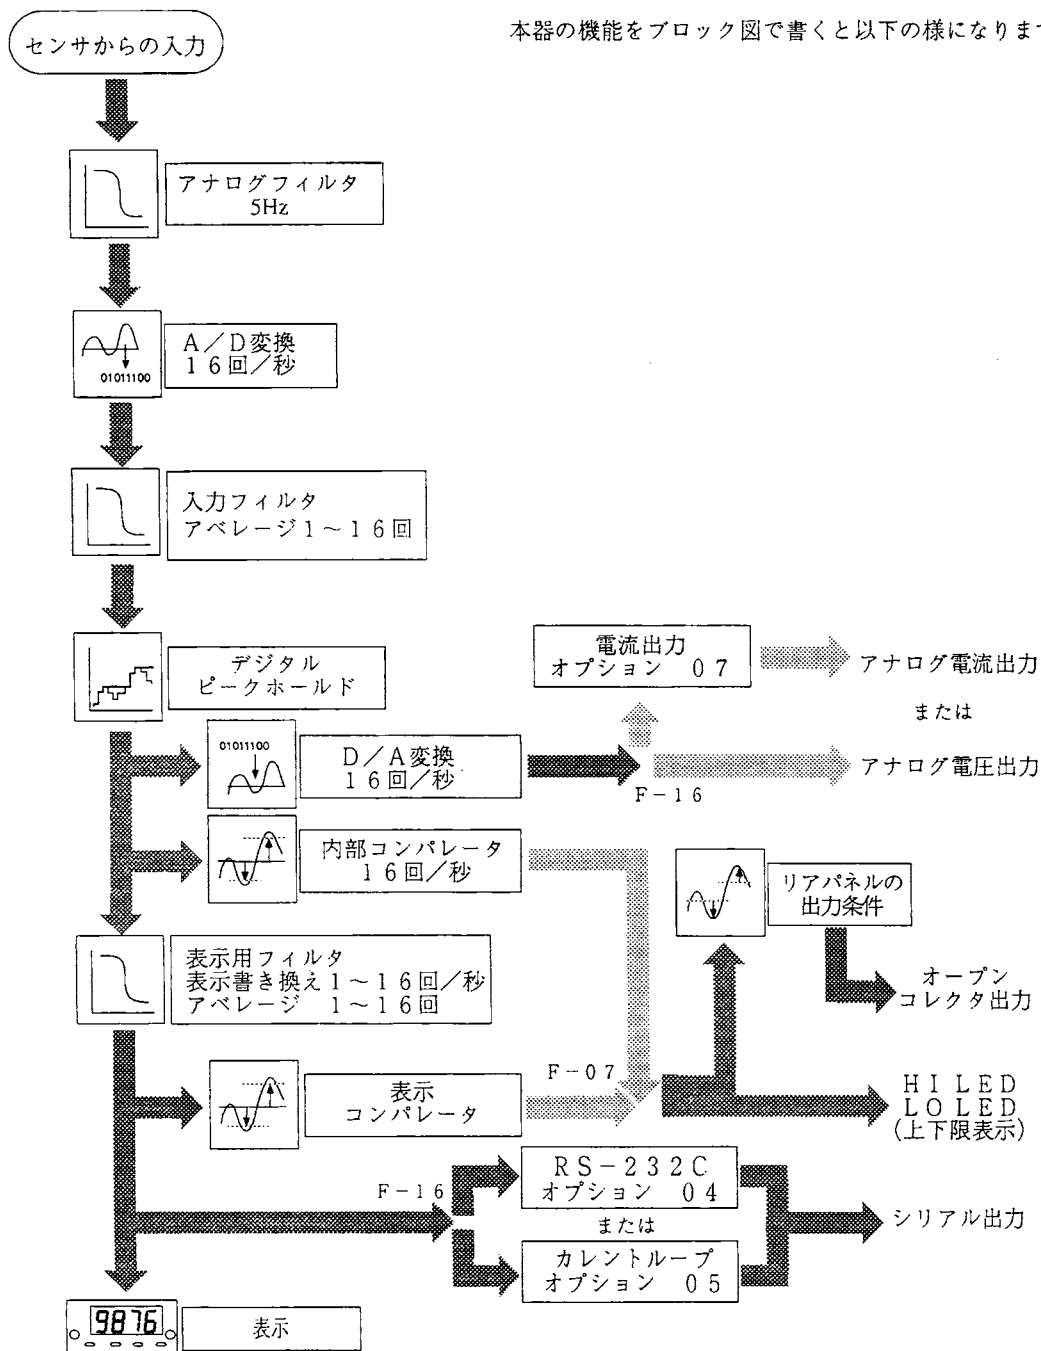 本器の機能をブロック図で書くと以下の様になりま
センサからの入力
アナログフィルタ
5Hz
A/D変換
16回/秒
01011100
入力フィルタ
アベレージ1~16回
デジタル
ピークホールド
電流出力
オプション 07
アナログ電流出力
または
アナログ電圧出力
01011100
D/A変換
16回/秒
F-16
内部コンパレータ
16回/秒
リアパネルの
出力条件
表示用フィルタ
表示書き換え1~16回/秒
アベレージ 1~16回
オープン
コレクタ出力
F-07
表示
コンパレータ
HI LED
LO LED
(上下限表示)
F-16
RS-232C
オプション 04
または
カレントループ
オプション 05
シリアル出力
9876
表示